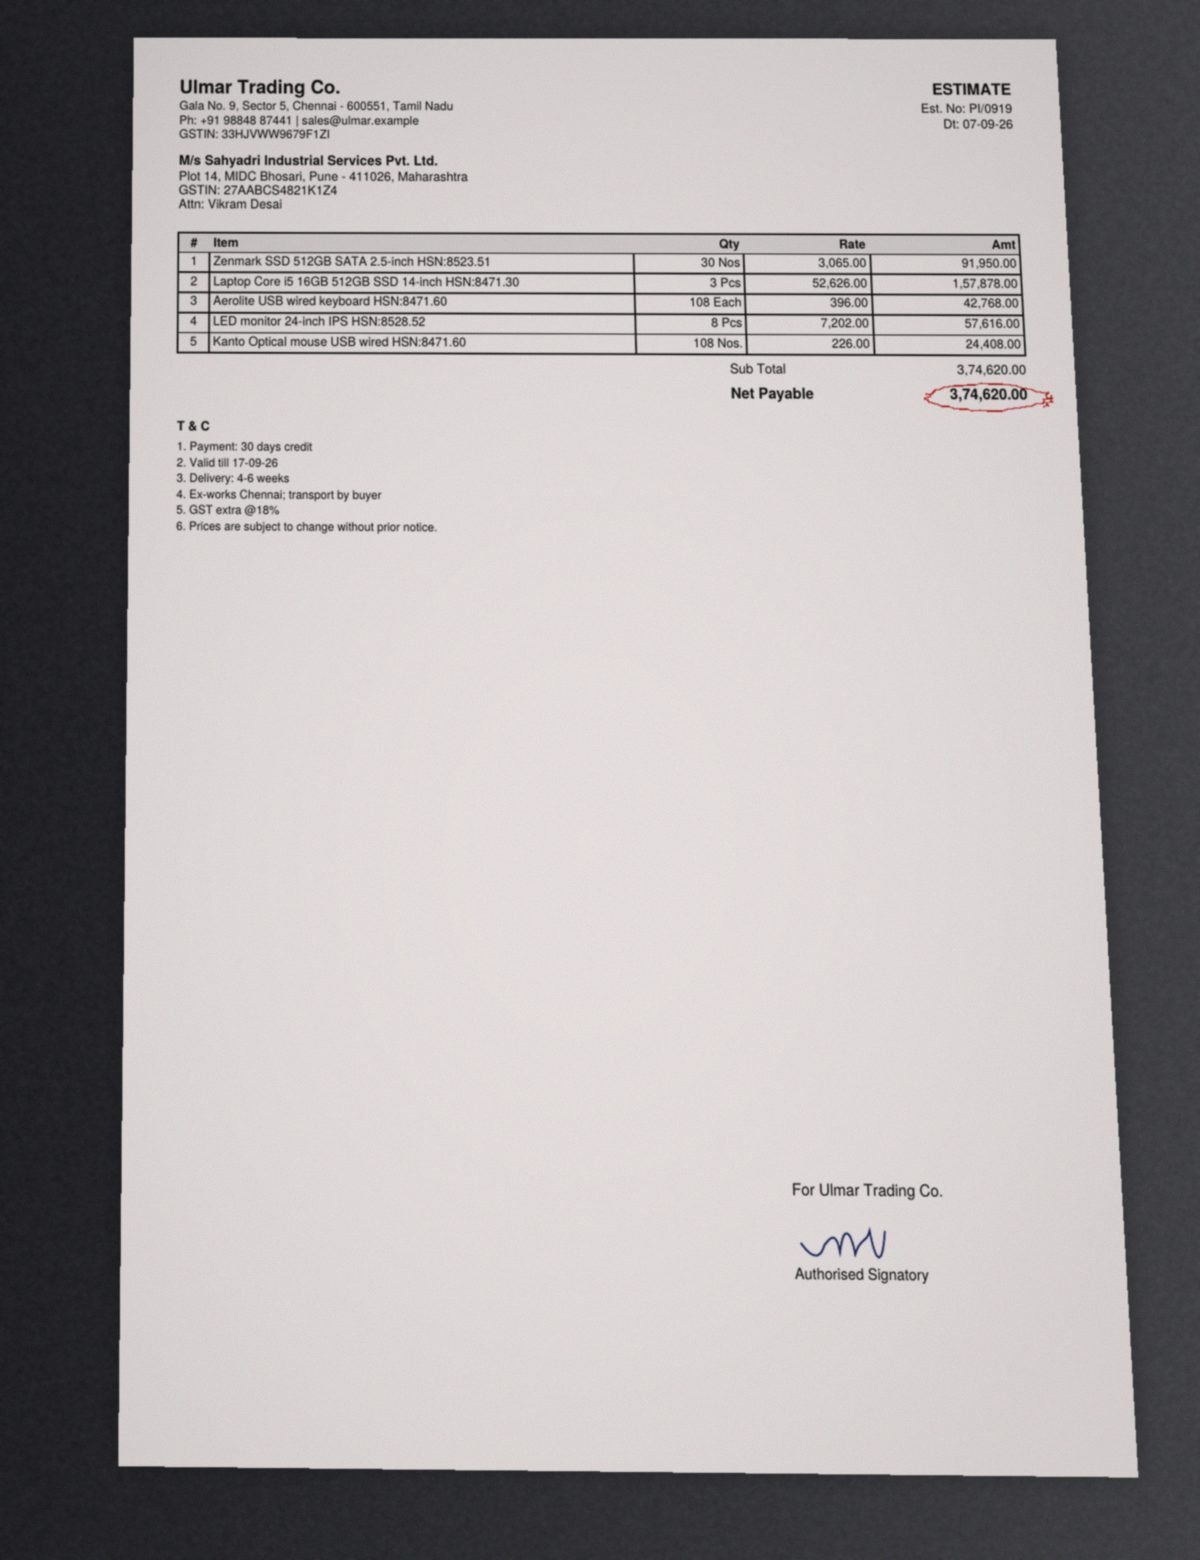 Ulmar Trading Co.
Gala No. 9, Sector 5, Chennai - 600551, Tamil Nadu
Ph: +91 98848 87441 | sales@ulmar.example
GSTIN: 33HJVWW9679F1ZI
ESTIMATE
Est. No: PI/0919
Dt: 07-09-26
M/s Sahyadri Industrial Services Pvt. Ltd.
Plot 14, MIDC Bhosari, Pune - 411026, Maharashtra
GSTIN: 27AABCS4821K1Z4
Attn: Vikram Desai
# Item Qty Rate Amt
1 Zenmark SSD 512GB SATA 2.5-inch HSN:8523.51 30 Nos 3,065.00 91,950.00
2 Laptop Core i5 16GB 512GB SSD 14-inch HSN:8471.30 3 Pcs 52,626.00 1,57,878.00
3 Aerolite USB wired keyboard HSN:8471.60 108 Each 396.00 42,768.00
4 LED monitor 24-inch IPS HSN:8528.52 8 Pcs 7,202.00 57,616.00
5 Kanto Optical mouse USB wired HSN:8471.60 108 Nos. 226.00 24,408.00
Sub Total 3,74,620.00
Net Payable 3,74,620.00
T & C
1. Payment: 30 days credit
2. Valid till 17-09-26
3. Delivery: 4-6 weeks
4. Ex-works Chennai; transport by buyer
5. GST extra @18%
6. Prices are subject to change without prior notice.
For Ulmar Trading Co.
Authorised Signatory